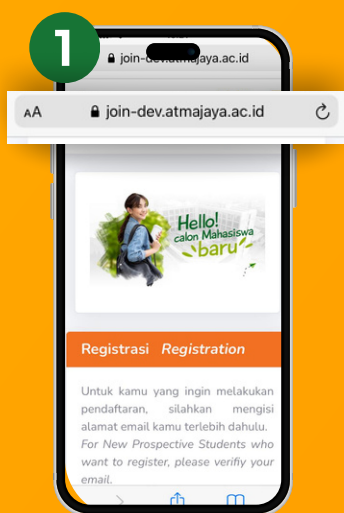 1
join-dev.atmajaya.ac.id
AA
join-dev.atmajaya.ac.id
Hello!
calon Mahasiswa
baru
Registrasi Registration
Untuk kamu yang ingin melakukan
pendaftaran, silahkan mengisi
alamat email kamu terlebih dahulu.
For New Prospective Students who
want to register, please verifiy your
email.